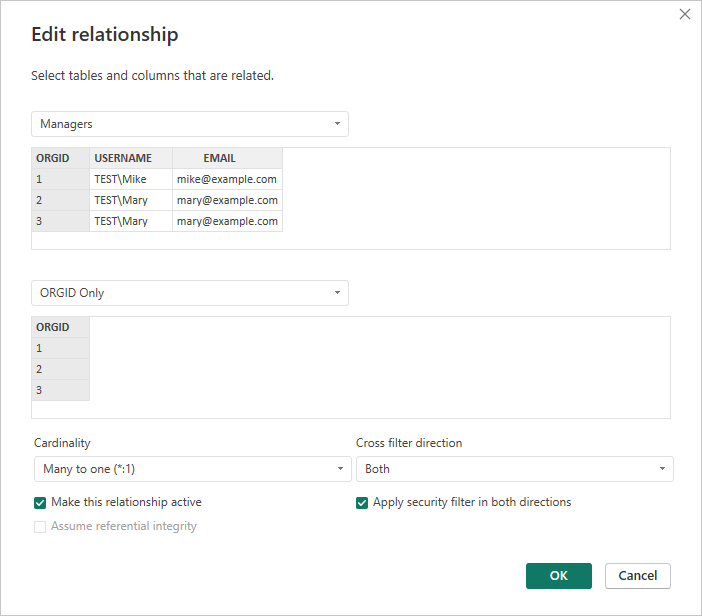 Edit relationship
Select tables and columns that are related.
Managers
ORGID USERNAME EMAIL
1 TEST\Mike mike@example.com
2 TEST\Mary mary@example.com
3 TEST\Mary mary@example.com
ORGID Only
ORGID
1
2
3
Cardinality Cross filter direction
Many to one (*:1) Both
Make this relationship active Apply security filter in both directions
Assume referential integrity
OK Cancel